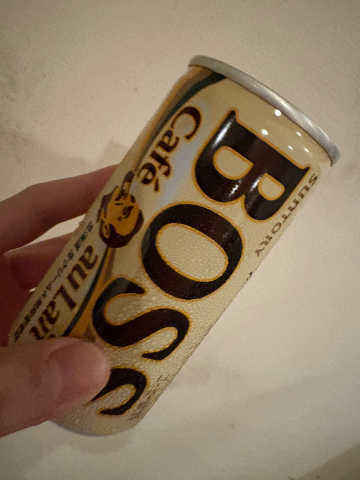 SUNTORY
BOSS
Café
au Lait